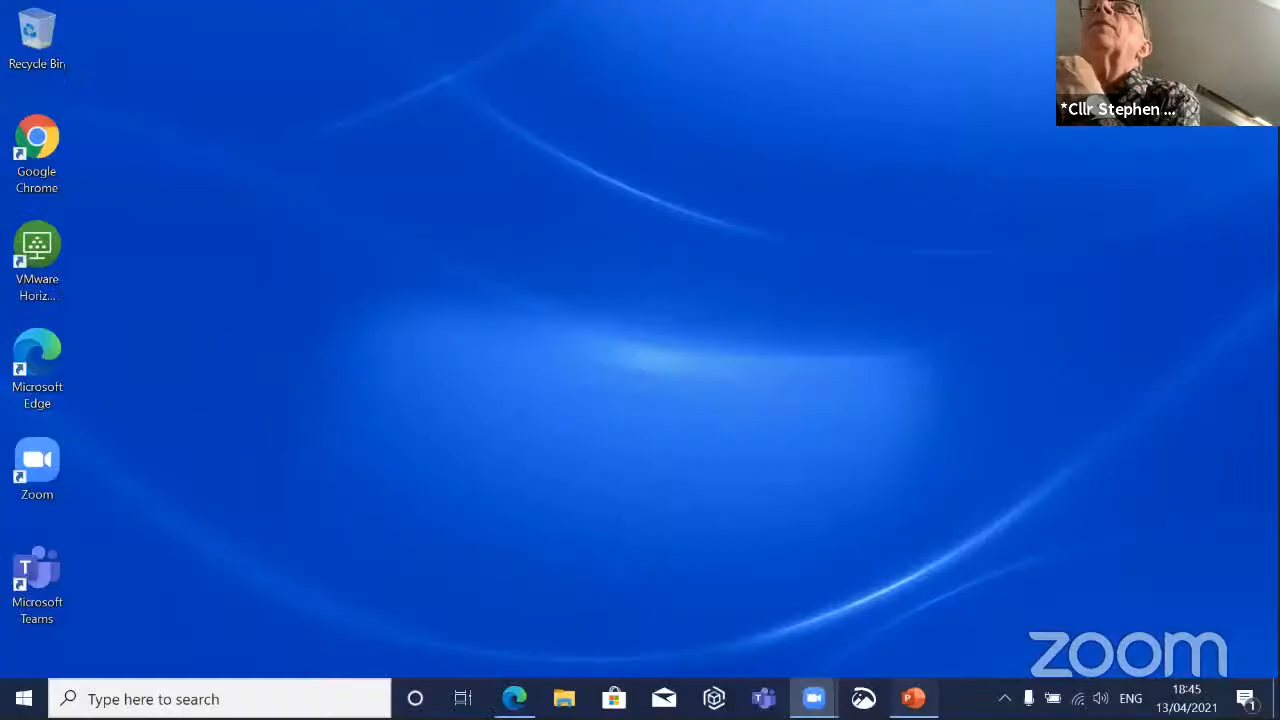 Recycle Bin
*Cllr Stephen ...
Google
Chrome
VMware
Horiz...
Microsoft
Edge
Zoom
T
Microsoft
Teams
zoom
Type here to search
P
ENG
18:45
13/04/2021
1